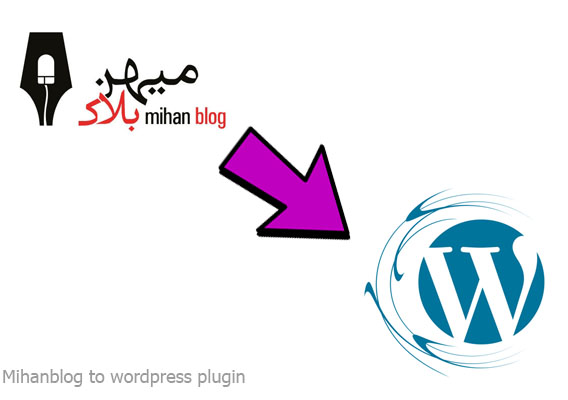 میهن
بلاگ mihan blog
W
Mihanblog to wordpress plugin